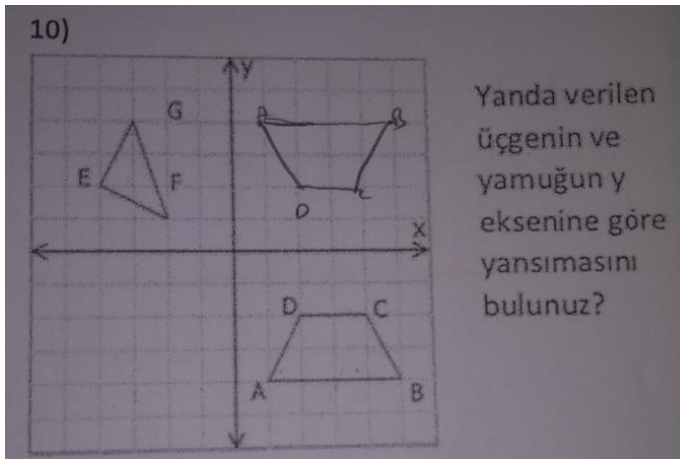 10)
y
G
A
B
E
F
D
C
x
D
C
A
B
Yanda verilen
üçgenin ve
yamuğun y
eksenine göre
yansımasını
bulunuz?